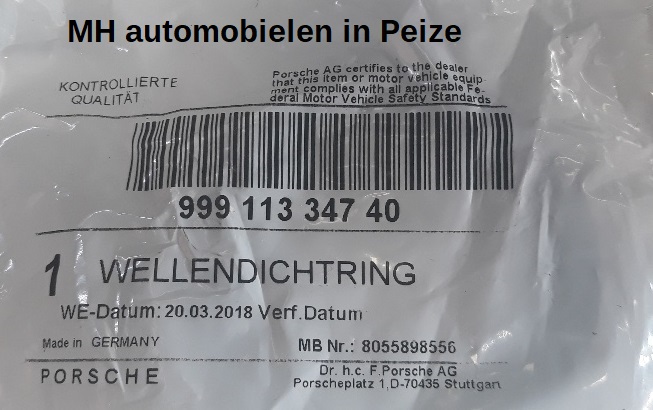 MH automobielen in Peize
KONTROLLIERTE
QUALITÄT
Porsche AG certifies to the dealer
that this item or motor vehicle equip-
ment complies with all applicable Fe-
deral Motor Vehicle Safety Standards
999 113 347 40
1 WELLENDICHTRING
WE-Datum: 20.03.2018 Verf.Datum
Made in GERMANY
MB Nr.: 8055898556
PORSCHE
Dr. h.c. F.Porsche AG
Porscheplatz 1,D-70435 Stuttgart